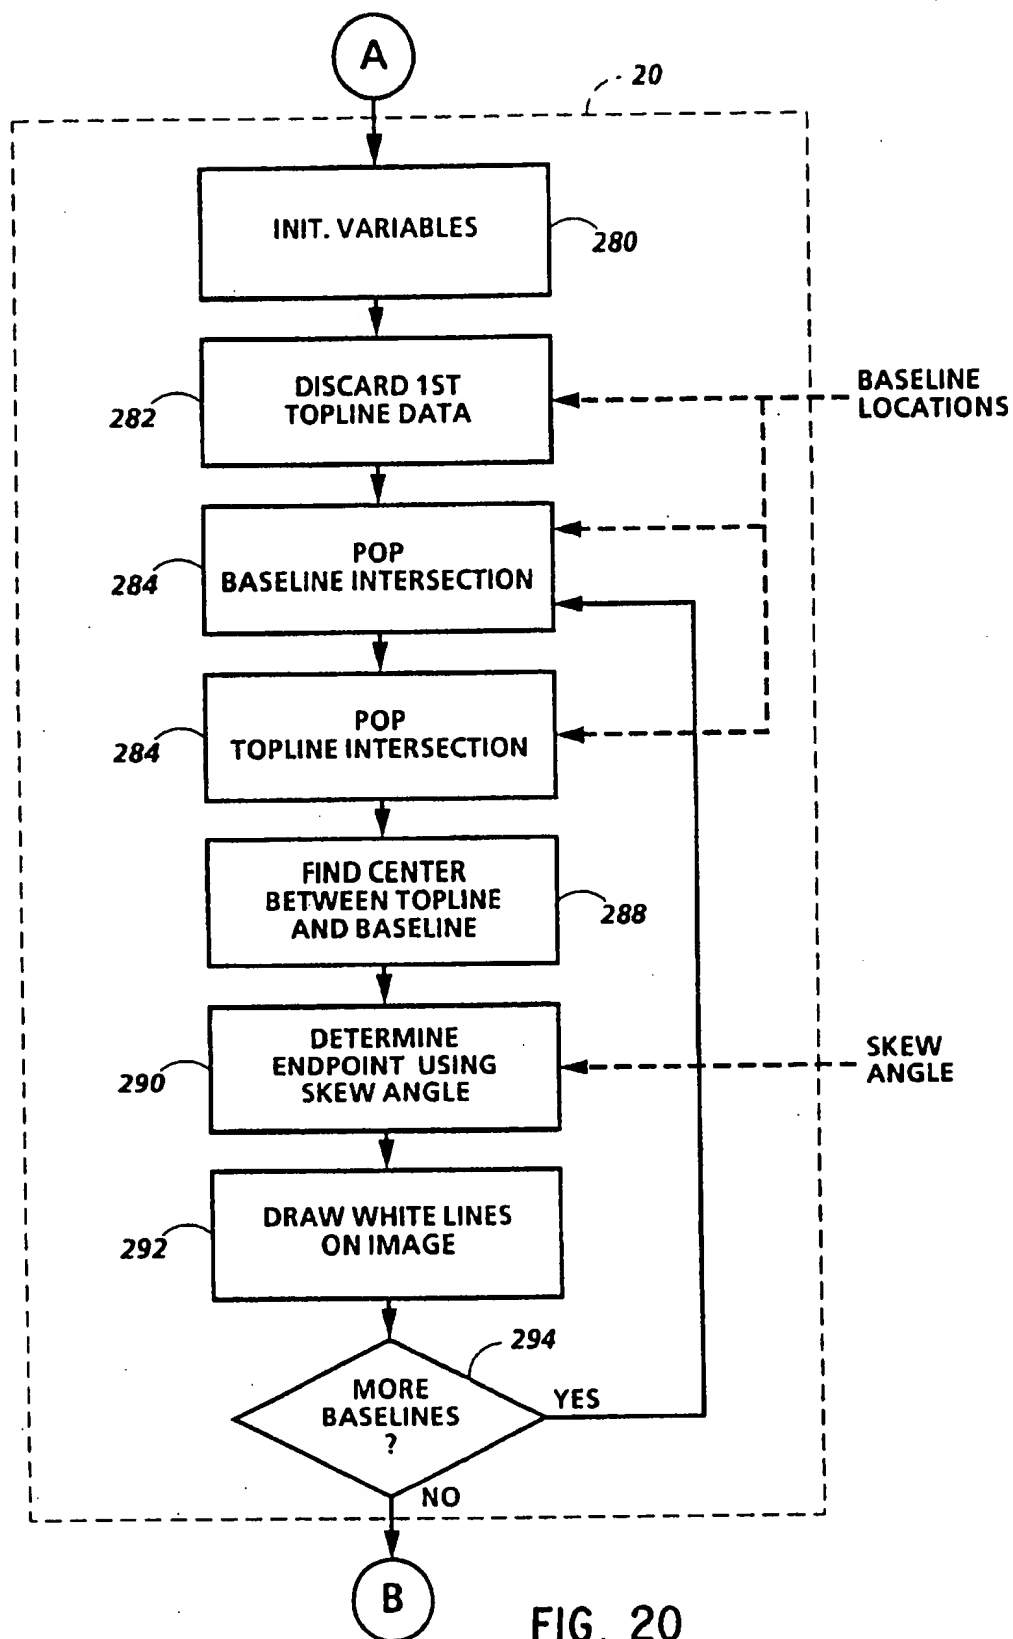 A
20
INIT. VARIABLES
280
DISCARD 1ST
TOPLINE DATA
282
BASELINE
LOCATIONS
POP
BASELINE INTERSECTION
284
POP
TOPLINE INTERSECTION
284
FIND CENTER
BETWEEN TOPLINE
AND BASELINE
288
DETERMINE
ENDPOINT USING
SKEW ANGLE
290
SKEW
ANGLE
DRAW WHITE LINES
ON IMAGE
292
294
MORE
BASELINES
?
YES
NO
B
FIG. 20